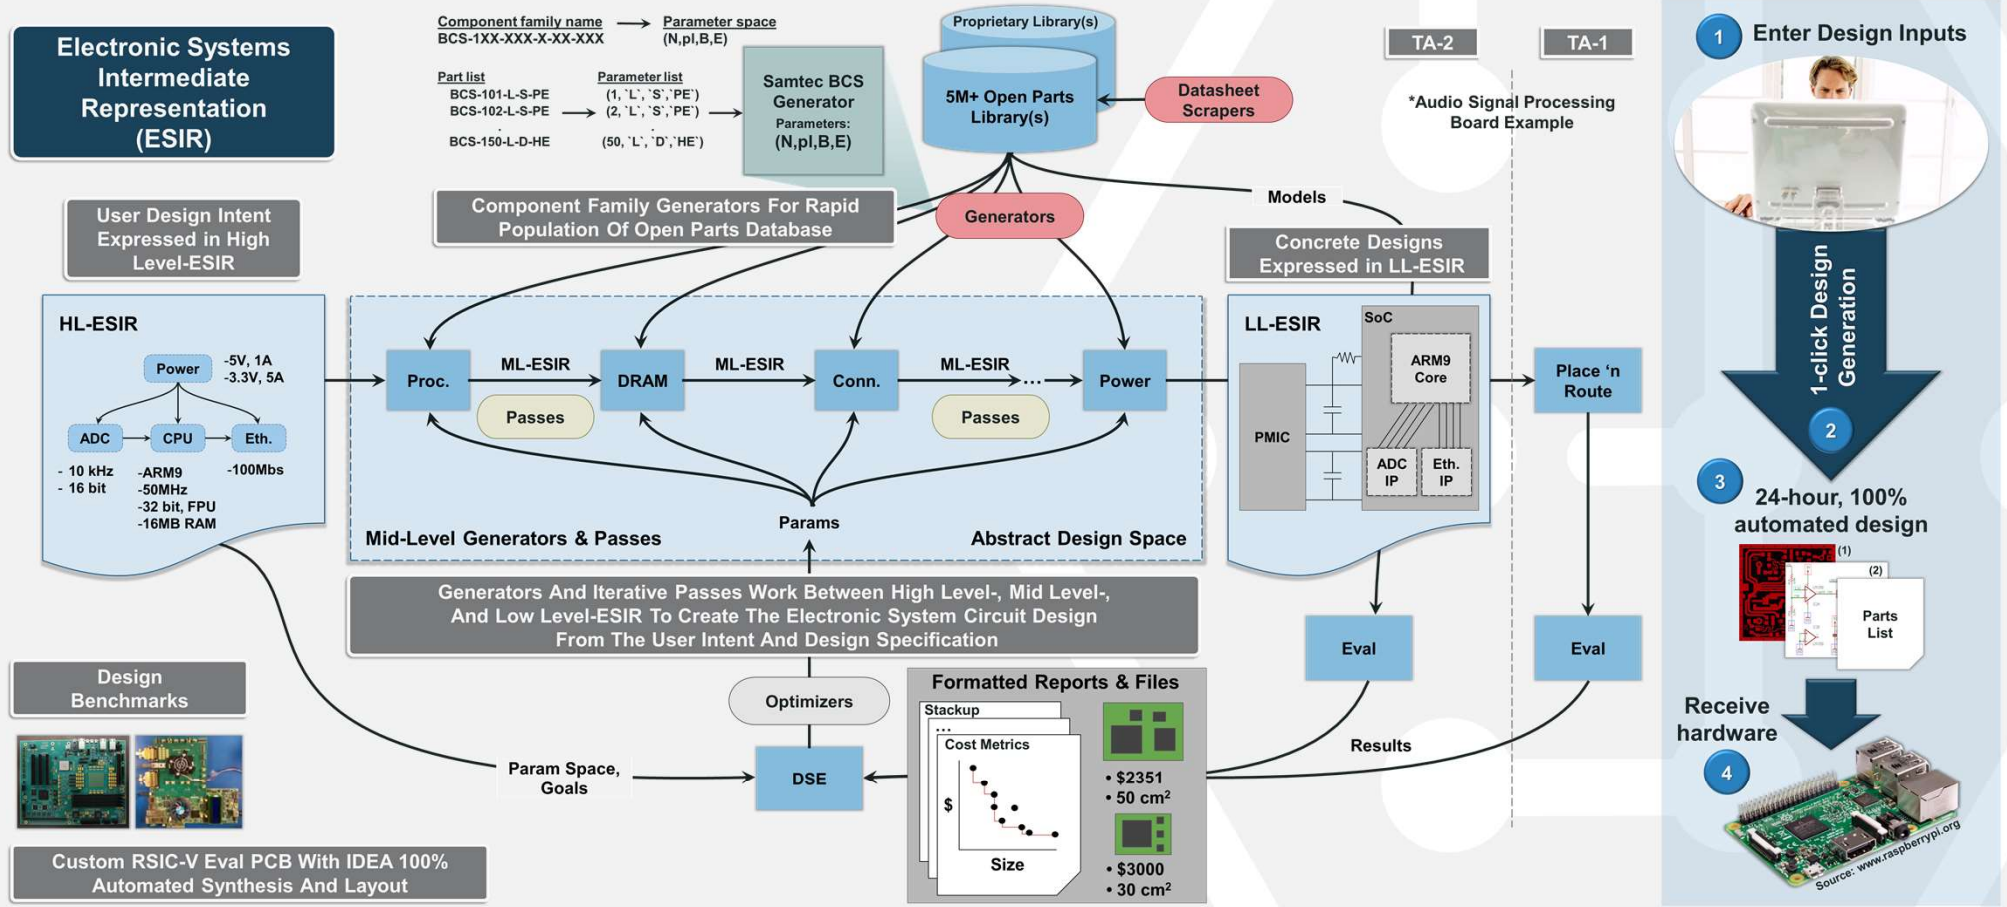 Electronic Systems
Intermediate
Representation
(ESIR)
Component family name
Parameter space
BCS-1XX-XXX-X-XX-XXX
(N,pl,B,E)
Part list
Parameter list
BCS-101-L-S-PE
(1, `L`, `S`,`PE`)
BCS-102-L-S-PE
(2, `L`, `S`,`PE`)
BCS-150-L-D-HE
(50, `L`, `D`,`HE`)
Samtec BCS
Generator
Parameters:
(N,pl,B,E)
Proprietary Library(s)
5M+ Open Parts
Library(s)
Datasheet
Scrapers
TA-2
TA-1
*Audio Signal Processing
Board Example
User Design Intent
Expressed in High
Level-ESIR
Component Family Generators For Rapid
Population Of Open Parts Database
Generators
Models
Concrete Designs
Expressed in LL-ESIR
HL-ESIR
Power
-5V, 1A
-3.3V, 5A
ADC
CPU
Eth.
- 10 kHz
- 16 bit
-ARM9
-50MHz
-32 bit, FPU
-16MB RAM
-100Mbs
Proc.
ML-ESIR
Passes
DRAM
ML-ESIR
Conn.
ML-ESIR
...
Passes
Power
Params
Mid-Level Generators & Passes
Abstract Design Space
LL-ESIR
SoC
ARM9
Core
PMIC
ADC
IP
Eth.
IP
Place ‘n
Route
Generators And Iterative Passes Work Between High Level-, Mid Level-,
And Low Level-ESIR To Create The Electronic System Circuit Design
From The User Intent And Design Specification
Eval
Eval
Results
Optimizers
DSE
Param Space,
Goals
Formatted Reports & Files
Stackup
...
Cost Metrics
$
Size
• $2351
• 50 cm²
• $3000
• 30 cm²
Design
Benchmarks
Custom RSIC-V Eval PCB With IDEA 100%
Automated Synthesis And Layout
1
Enter Design Inputs
1-click Design
Generation
2
3
24-hour, 100%
automated design
(1)
(2)
Parts
List
Receive
hardware
4
Source: www.raspberrypi.org